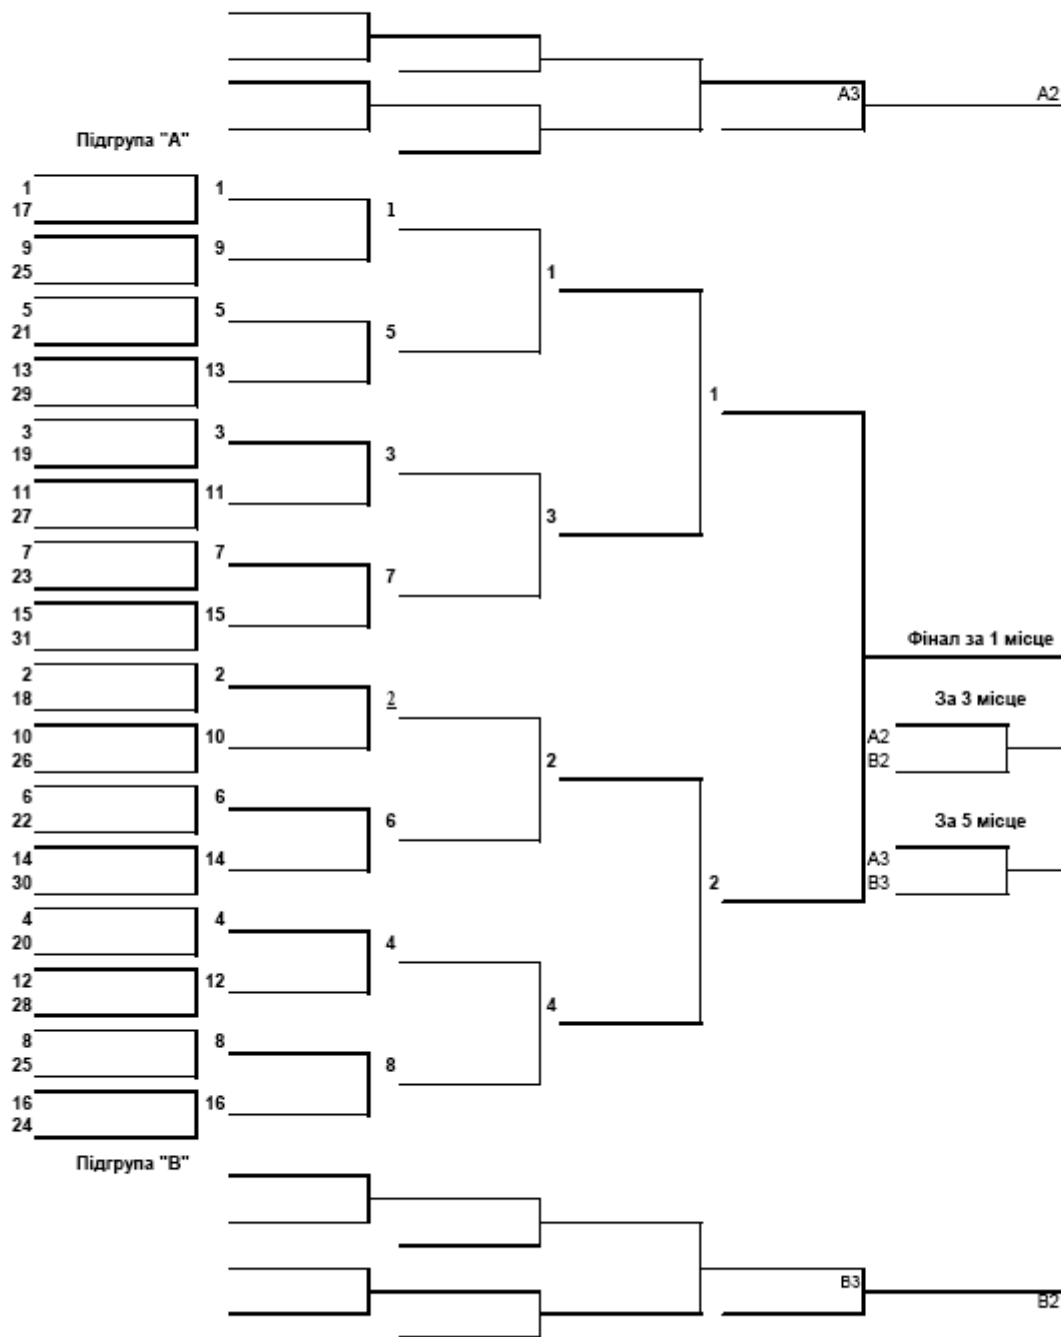 A3 A2
Підгрупа "А"
1 1
17 1
9 9
25 1
5 5
21 5
13 13
29 1
3 3
19 3
11 11
27 3
7 7
23 7
15 15
31 Фінал за 1 місце
2 2
18 2 За 3 місце
10 10 A2
26 2 B2
6 6
22 6 За 5 місце
14 14 A3
30 2 B3
4 4
20 4
12 12
28 4
8 8
25 8
16 16
24
Підгрупа "В"
B3
B2